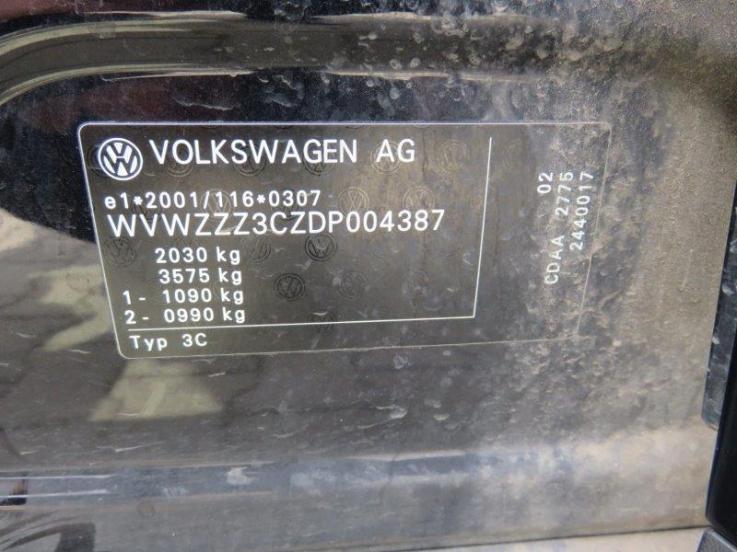 VOLKSWAGEN AG
e1*2001/116*0307
WVWZZZ3CZDP004387
2030 kg
3575 kg
1 - 1090 kg
2 - 0990 kg
Typ 3C
02
CDAA 2775
2440017